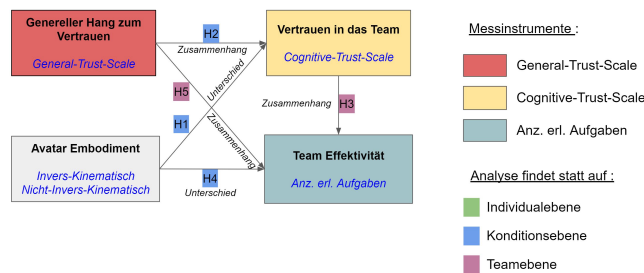 Genereller Hang zum
Vertrauen
General-Trust-Scale
H2
Zusammenhang
Vertrauen in das Team
Cognitive-Trust-Scale
H5
Unterschied
H1
Zusammenhang
Zusammenhang
H3
Avatar Embodiment
Invers-Kinematisch
Nicht-Invers-Kinematisch
H4
Unterschied
Team Effektivität
Anz. erl. Aufgaben
Messinstrumente :
General-Trust-Scale
Cognitive-Trust-Scale
Anz. erl. Aufgaben
Analyse findet statt auf :
Individualebene
Konditionsebene
Teamebene